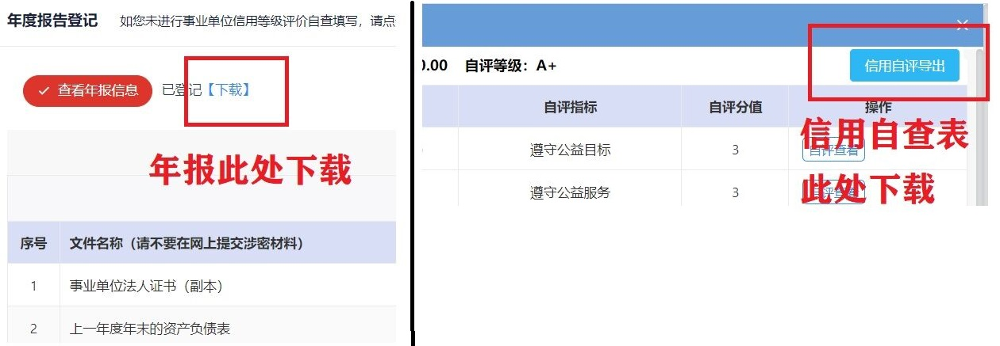 年度报告登记 如您未进行事业单位信用等级评价自查填写，请点
查看年报信息 已登记【下载】
年报此处下载
序号 文件名称（请不要在网上提交涉密材料）
1 事业单位法人证书（副本）
2 上一年度年末的资产负债表
0.00 自评等级：A+ 信用自评导出
自评指标 自评分值 操作
遵守公益目标 3 自评查看
信用自查表
遵守公益服务 3
此处下载